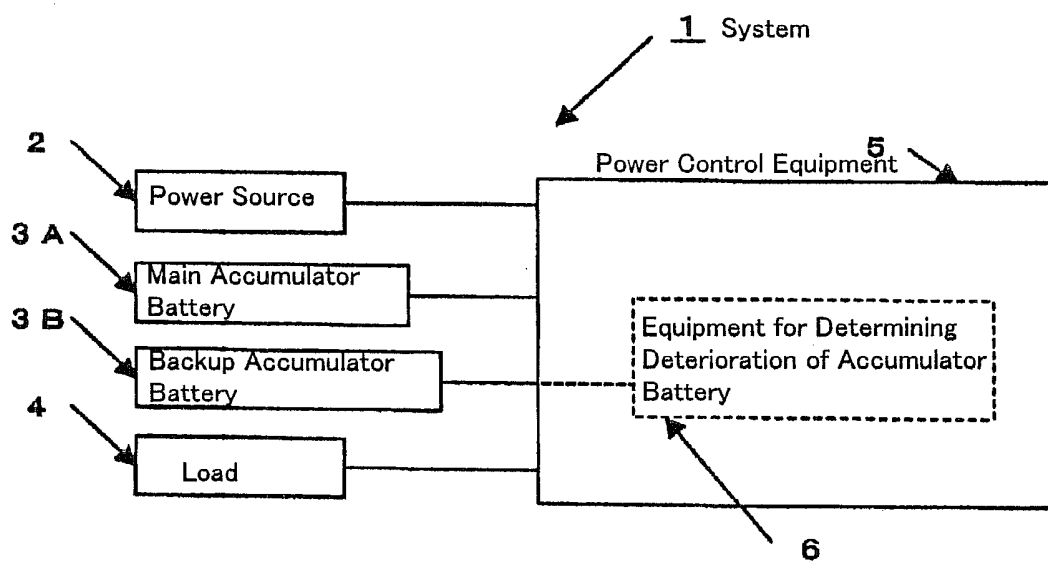 1 System
2
5
Power Control Equipment
Power Source
3 A
Main Accumulator
Battery
3 B
Backup Accumulator
Battery
Equipment for Determining
Deterioration of Accumulator
Battery
4
Load
6